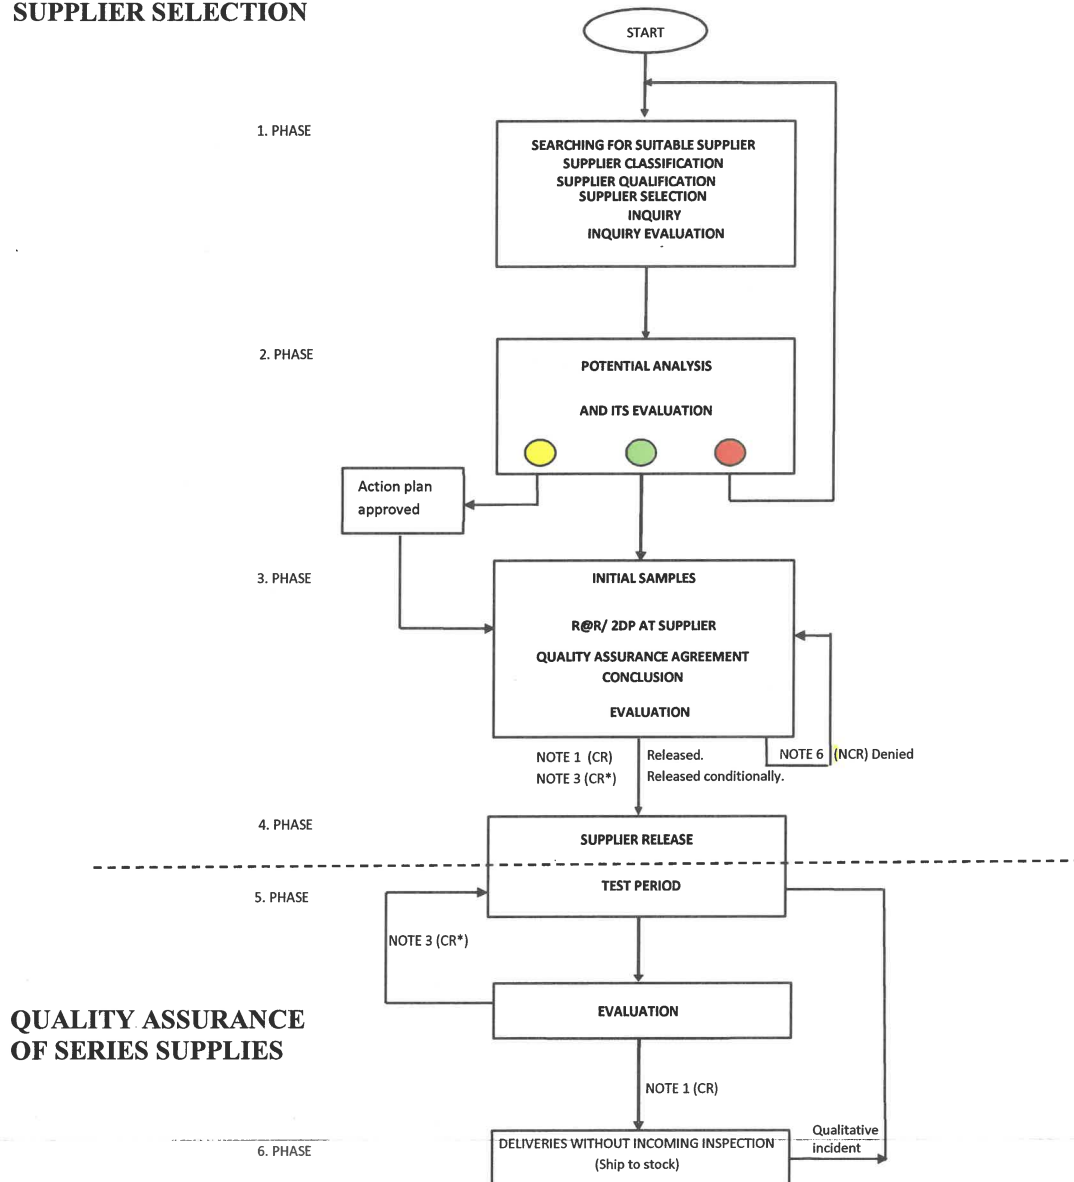 SUPPLIER SELECTION
START
1. PHASE
SEARCHING FOR SUITABLE SUPPLIER
SUPPLIER CLASSIFICATION
SUPPLIER QUALIFICATION
SUPPLIER SELECTION
INQUIRY
INQUIRY EVALUATION
2. PHASE
POTENTIAL ANALYSIS
AND ITS EVALUATION
Action plan
approved
3. PHASE
INITIAL SAMPLES
R@R/ 2DP AT SUPPLIER
QUALITY ASSURANCE AGREEMENT
CONCLUSION
EVALUATION
NOTE 1 (CR) Released.
NOTE 3 (CR*) Released conditionally.
NOTE 6 (NCR) Denied
4. PHASE
SUPPLIER RELEASE
5. PHASE
TEST PERIOD
NOTE 3 (CR*)
EVALUATION
QUALITY ASSURANCE
OF SERIES SUPPLIES
NOTE 1 (CR)
6. PHASE
DELIVERIES WITHOUT INCOMING INSPECTION
(Ship to stock)
Qualitative
incident